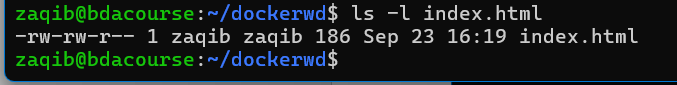 zaqib@bdacourse:~/dockerwd$ ls -l index.html
-rw-rw-r-- 1 zaqib zaqib 186 Sep 23 16:19 index.html
zaqib@bdacourse:~/dockerwd$